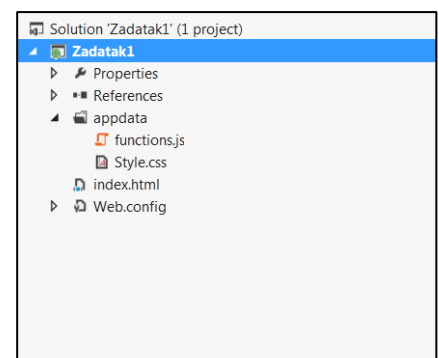 Solution 'Zadatak1' (1 project)
Zadatak1
Properties
References
appdata
functions.js
Style.css
index.html
Web.config